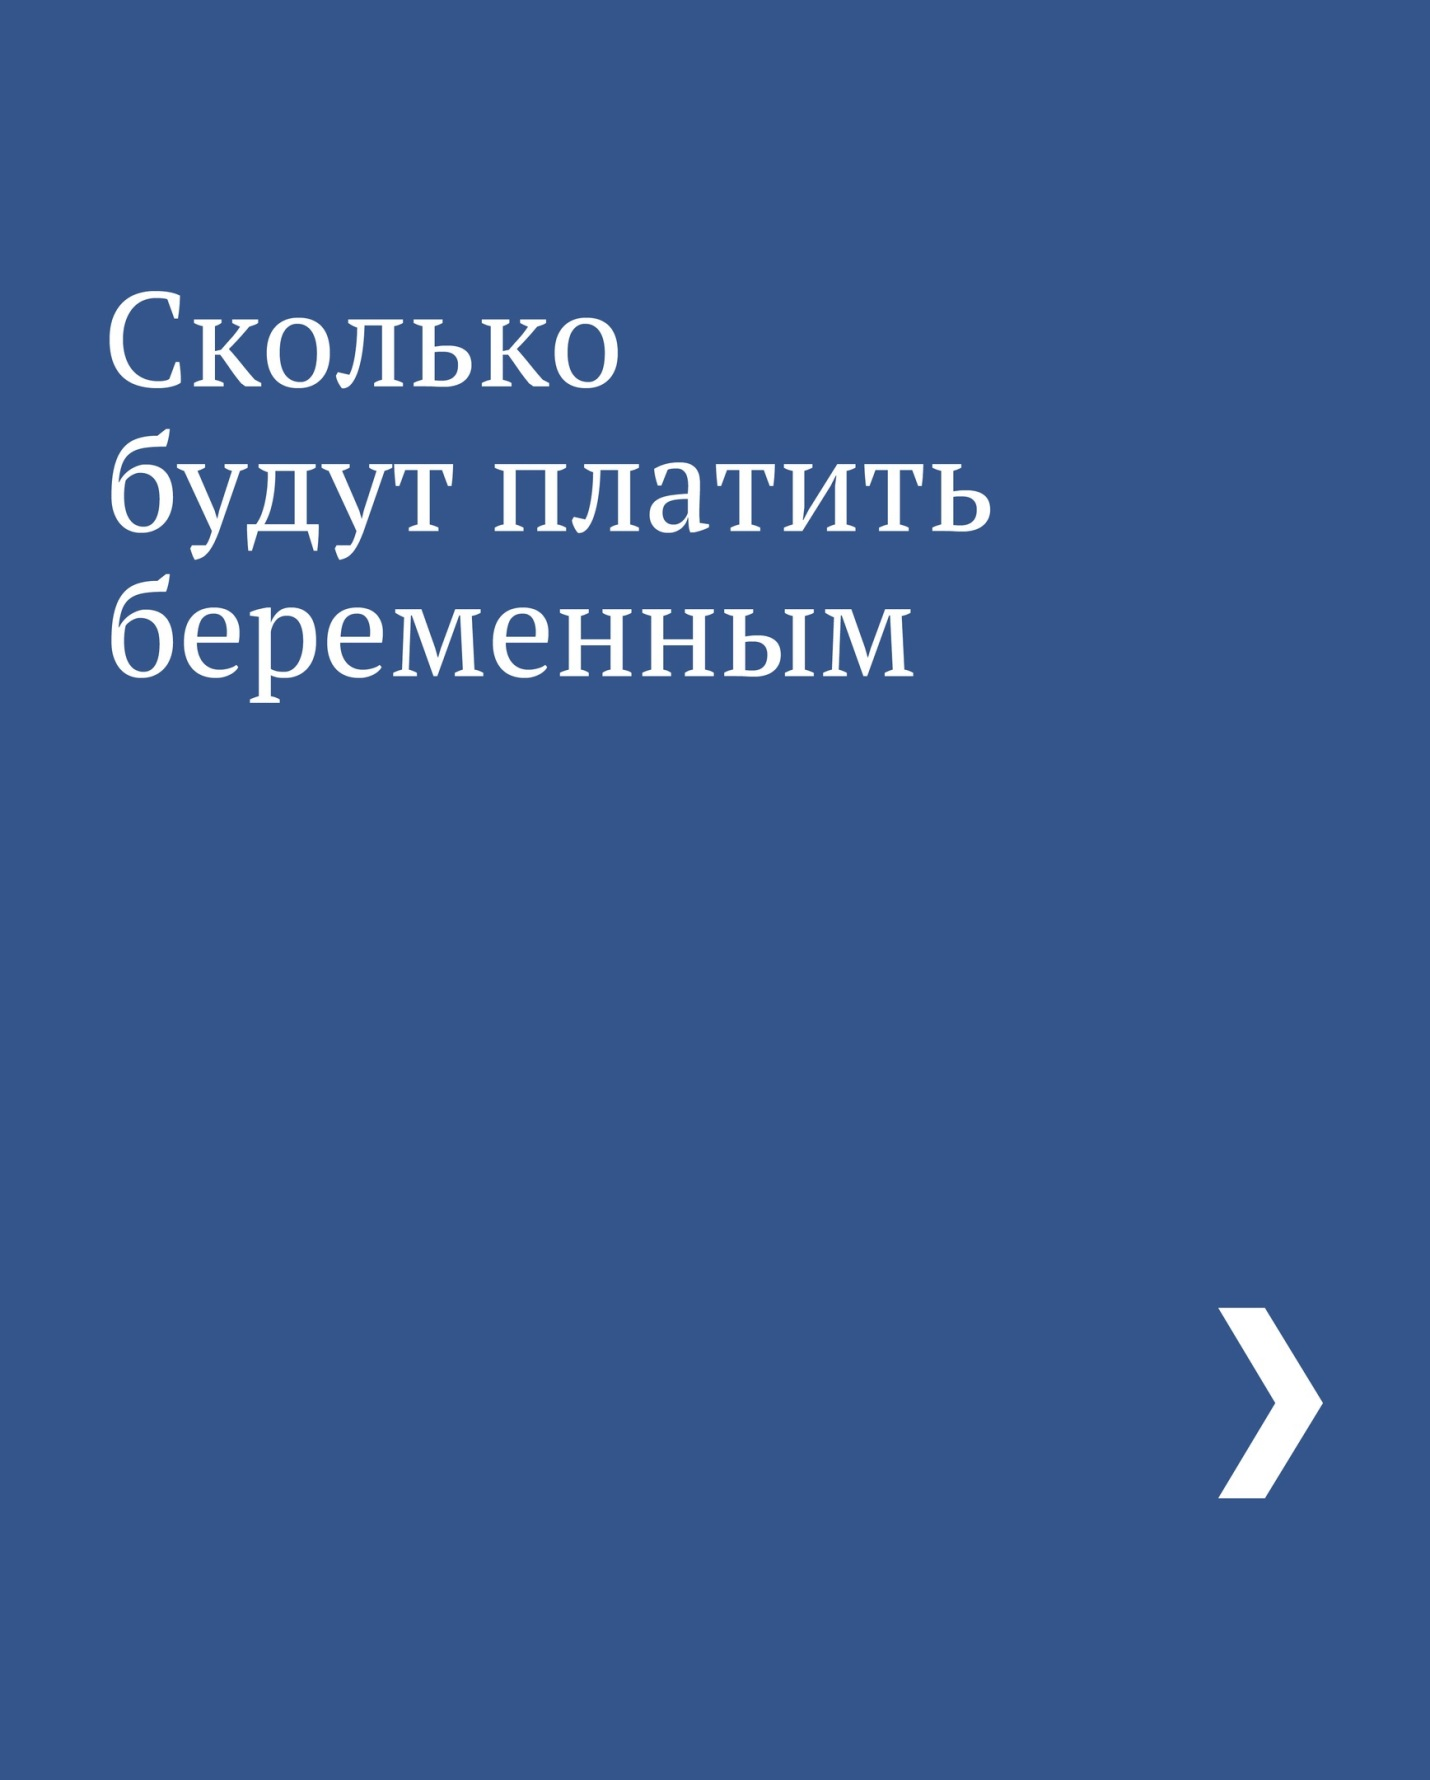 Сколько
будут платить
беременным